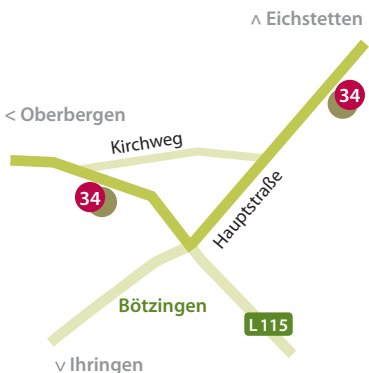 ˄ Eichstetten
34
< Oberbergen
Kirchweg
34
Hauptstraße
Bötzingen
L 115
˅ Ihringen